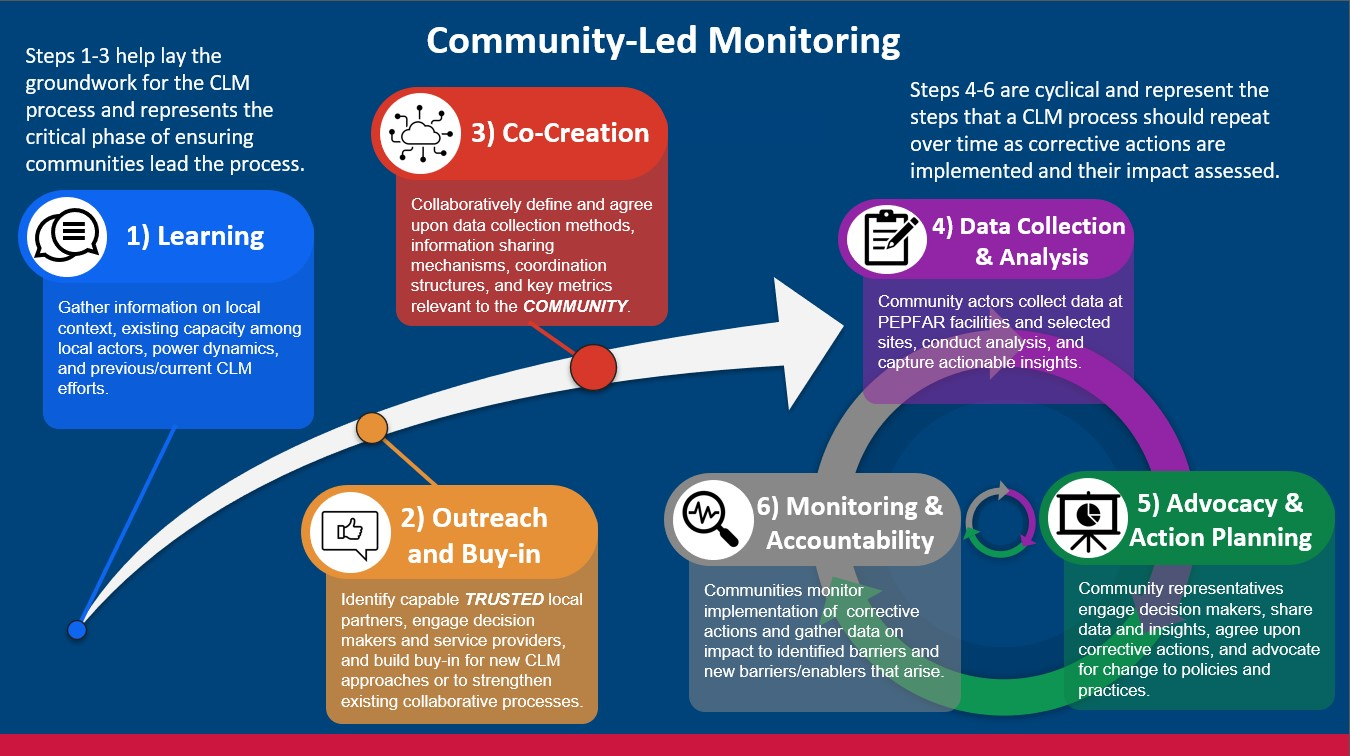 Community-Led Monitoring
Steps 1-3 help lay the
groundwork for the CLM
process and represents the
critical phase of ensuring
communities lead the process.
1) Learning
Gather information on local
context, existing capacity among
local actors, power dynamics,
and previous/current CLM
efforts.
2) Outreach
and Buy-in
Identify capable TRUSTED local
partners, engage decision
makers and service providers,
and build buy-in for new CLM
approaches or to strengthen
existing collaborative processes.
3) Co-Creation
Collaboratively define and agree
upon data collection methods,
information sharing
mechanisms, coordination
structures, and key metrics
relevant to the COMMUNITY.
Steps 4-6 are cyclical and represent the
steps that a CLM process should repeat
over time as corrective actions are
implemented and their impact assessed.
4) Data Collection
& Analysis
Community actors collect data at
PEPFAR facilities and selected
sites, conduct analysis, and
capture actionable insights.
5) Advocacy &
Action Planning
Community representatives
engage decision makers, share
data and insights, agree upon
corrective actions, and advocate
for change to policies and
practices.
6) Monitoring &
Accountability
Communities monitor
implementation of corrective
actions and gather data on
impact to identified barriers and
new barriers/enablers that arise.